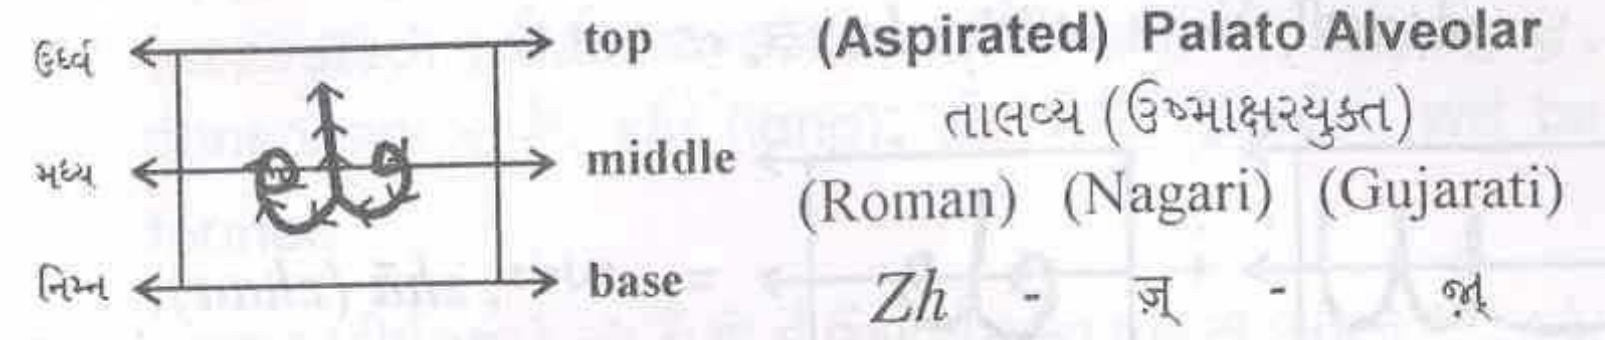 ઉર્ધ્વ top
મધ્ય middle
નિમ્ન base
(Aspirated) Palato Alveolar
તાલવ્ય (ઉષ્માક્ષરયુક્ત)
(Roman) (Nagari) (Gujarati)
Zh - ज़् - જ઼્